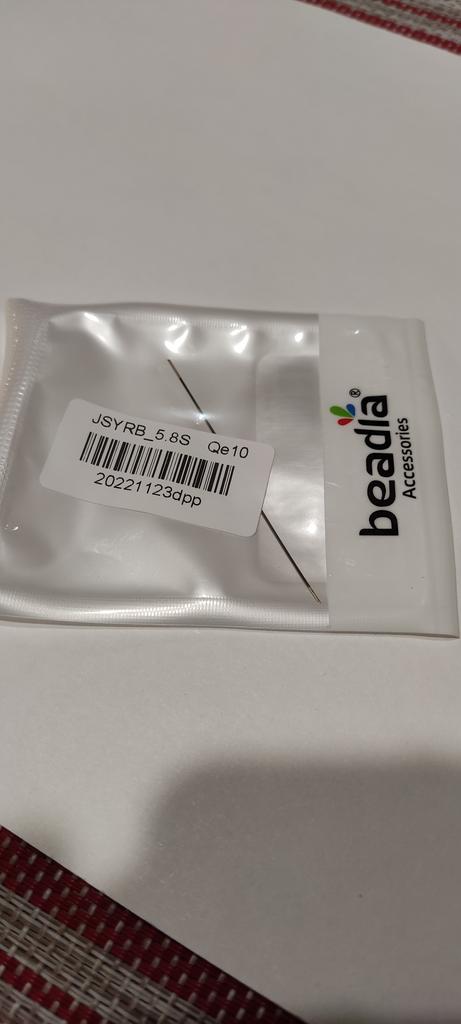 JSYRB_5.8S Qe10
20221123dpp
beadia®
Accessories